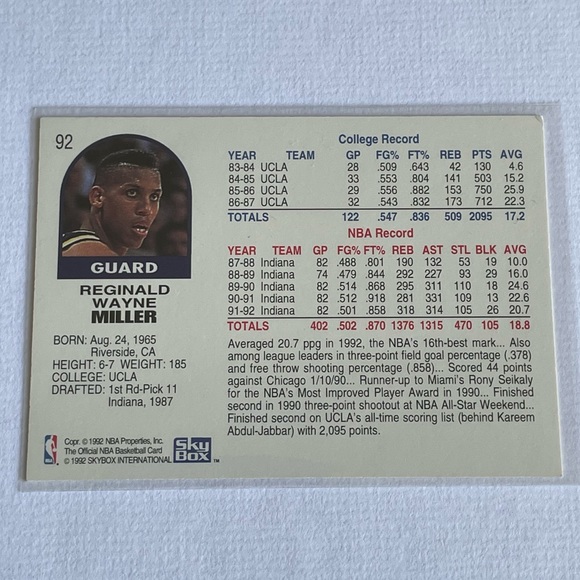 92
GUARD
REGINALD
WAYNE
MILLER
BORN: Aug. 24, 1965
Riverside, CA
HEIGHT: 6-7 WEIGHT: 185
COLLEGE: UCLA
DRAFTED: 1st Rd-Pick 11
Indiana, 1987
Copr. © 1992 NBA Properties, Inc.
The Official NBA Basketball Card
© 1992 SKYBOX INTERNATIONAL
NBA
SkyBox™
College Record
YEAR TEAM GP FG% FT% REB PTS AVG
83-84 UCLA 28 .509 .643 42 130 4.6
84-85 UCLA 33 .553 .804 141 503 15.2
85-86 UCLA 29 .556 .882 153 750 25.9
86-87 UCLA 32 .543 .832 173 712 22.3
TOTALS 122 .547 .836 509 2095 17.2
NBA Record
YEAR TEAM GP FG% FT% REB AST STL BLK AVG
87-88 Indiana 82 .488 .801 190 132 53 19 10.0
88-89 Indiana 74 .479 .844 292 227 93 29 16.0
89-90 Indiana 82 .514 .868 295 311 110 18 24.6
90-91 Indiana 82 .512 .918 281 331 109 13 22.6
91-92 Indiana 82 .501 .858 318 314 105 26 20.7
TOTALS 402 .502 .870 1376 1315 470 105 18.8
Averaged 20.7 ppg in 1992, the NBA's 16th-best mark... Also
among league leaders in three-point field goal percentage (.378)
and free throw shooting percentage (.858)... Scored 44 points
against Chicago 1/10/90... Runner-up to Miami's Rony Seikaly
for the NBA's Most Improved Player Award in 1990... Finished
second in 1990 three-point shootout at NBA All-Star Weekend...
Finished second on UCLA's all-time scoring list (behind Kareem
Abdul-Jabbar) with 2,095 points.